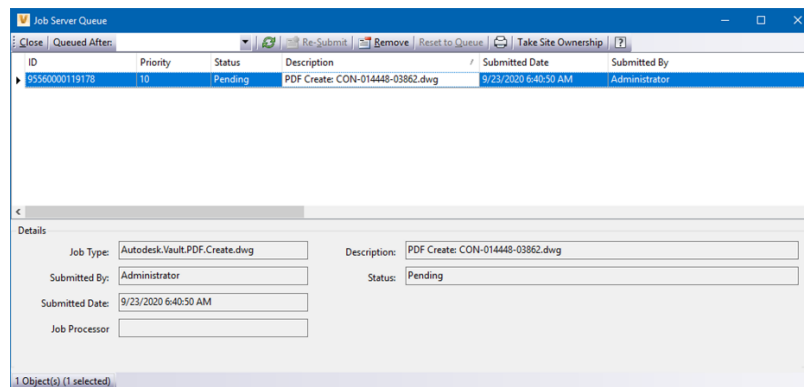 Job Server Queue
Close Queued After: Re-Submit Remove Reset to Queue Take Site Ownership ?
ID Priority Status Description / Submitted Date Submitted By
95560000119178 10 Pending PDF Create: CON-014448-03862.dwg 9/23/2020 6:40:50 AM Administrator
Details
Job Type: Autodesk.Vault.PDF.Create.dwg Description: PDF Create: CON-014448-03862.dwg
Submitted By: Administrator Status: Pending
Submitted Date: 9/23/2020 6:40:50 AM
Job Processor
1 Object(s) (1 selected)